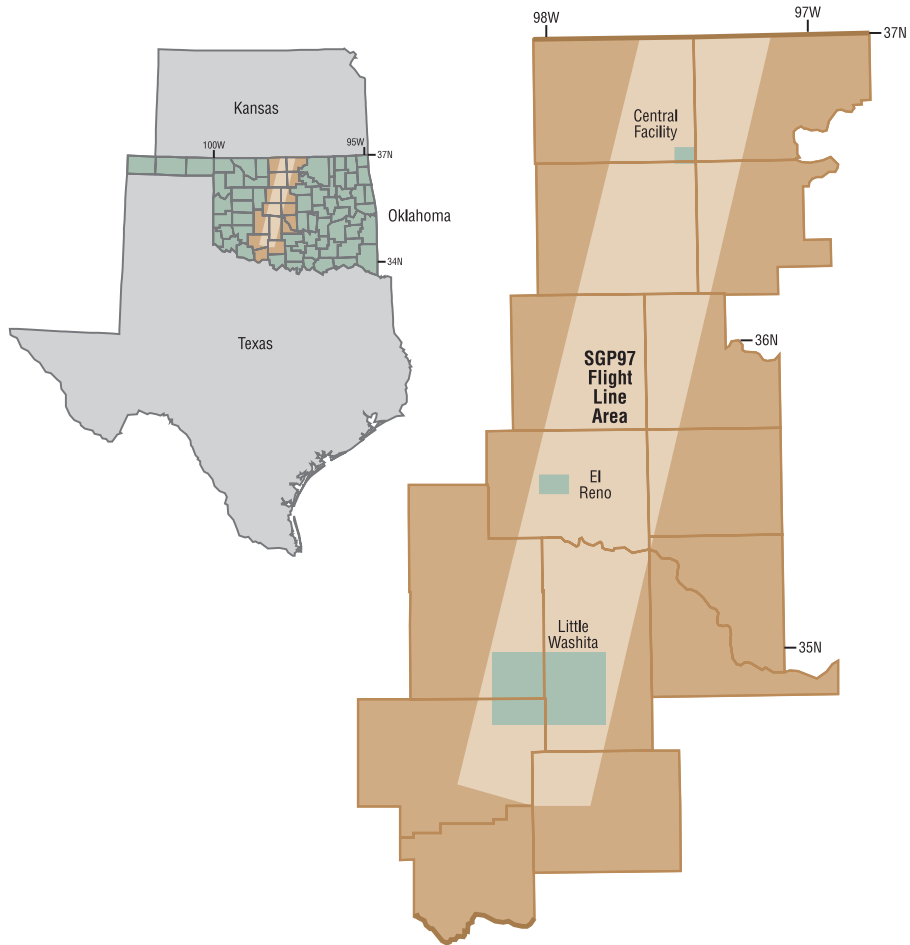 98W
97W
37N
Kansas
Central
Facility
100W
95W
37N
Oklahoma
34N
Texas
36N
SGP97
Flight
Line
Area
El
Reno
Little
Washita
35N